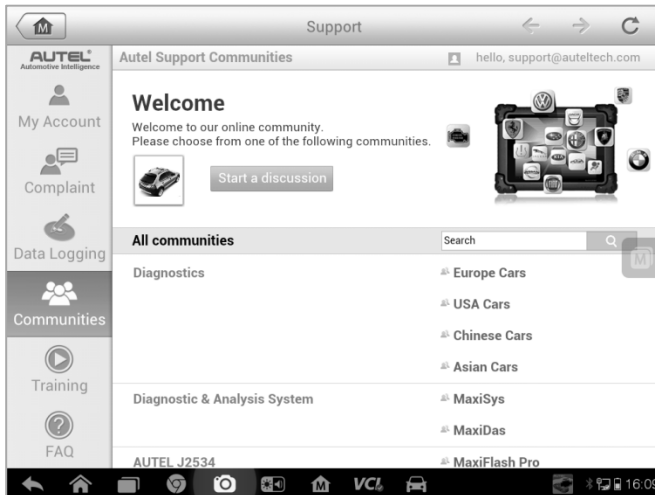 Support
AUTEL®
Automotive Intelligence
My Account
Complaint
Data Logging
Communities
Training
FAQ
Autel Support Communities
hello, support@auteltech.com
Welcome
Welcome to our online community.
Please choose from one of the following communities.
Start a discussion
All communities
Search
Diagnostics
Europe Cars
USA Cars
Chinese Cars
Asian Cars
Diagnostic & Analysis System
MaxiSys
MaxiDas
AUTEL J2534
MaxiFlash Pro
M
VCI
16:09